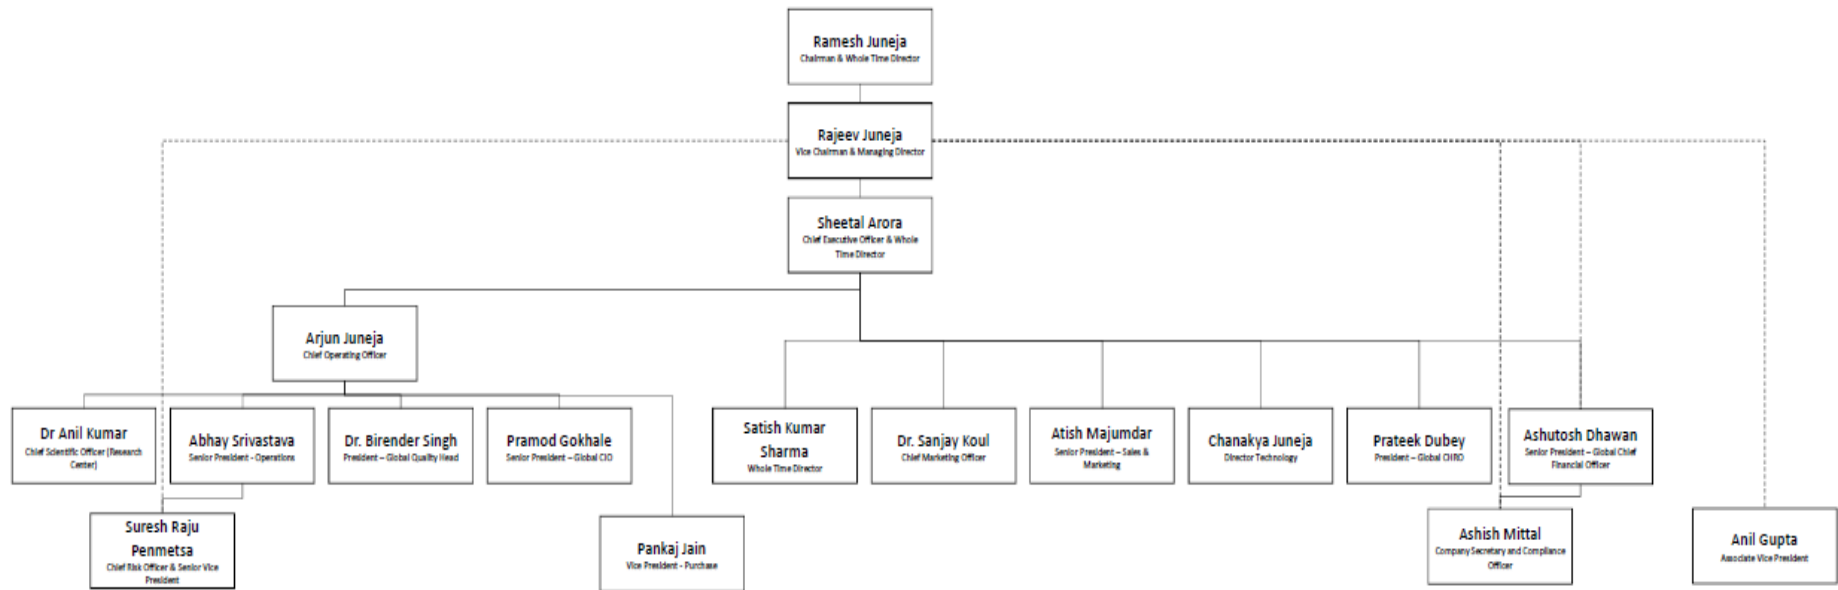 Ramesh Juneja
Chairman & Whole Time Director
Rajeev Juneja
Vice Chairman & Managing Director
Sheetal Arora
Chief Executive Officer & Whole
Time Director
Arjun Juneja
Chief Operating Officer
Dr Anil Kumar
Chief Scientific Officer (Research
Center)
Abhay Srivastava
Senior President - Operations
Dr. Birender Singh
President – Global Quality Head
Pramod Gokhale
Senior President – Global CIO
Satish Kumar
Sharma
Whole Time Director
Dr. Sanjay Koul
Chief Marketing Officer
Atish Majumdar
Senior President – Sales &
Marketing
Chanakya Juneja
Director Technology
Prateek Dubey
President – Global CHRO
Ashutosh Dhawan
Senior President – Global Chief
Financial Officer
Suresh Raju
Penmetsa
Chief Risk Officer & Senior Vice
President
Pankaj Jain
Vice President - Purchase
Ashish Mittal
Company Secretary and Compliance
Officer
Anil Gupta
Associate Vice President